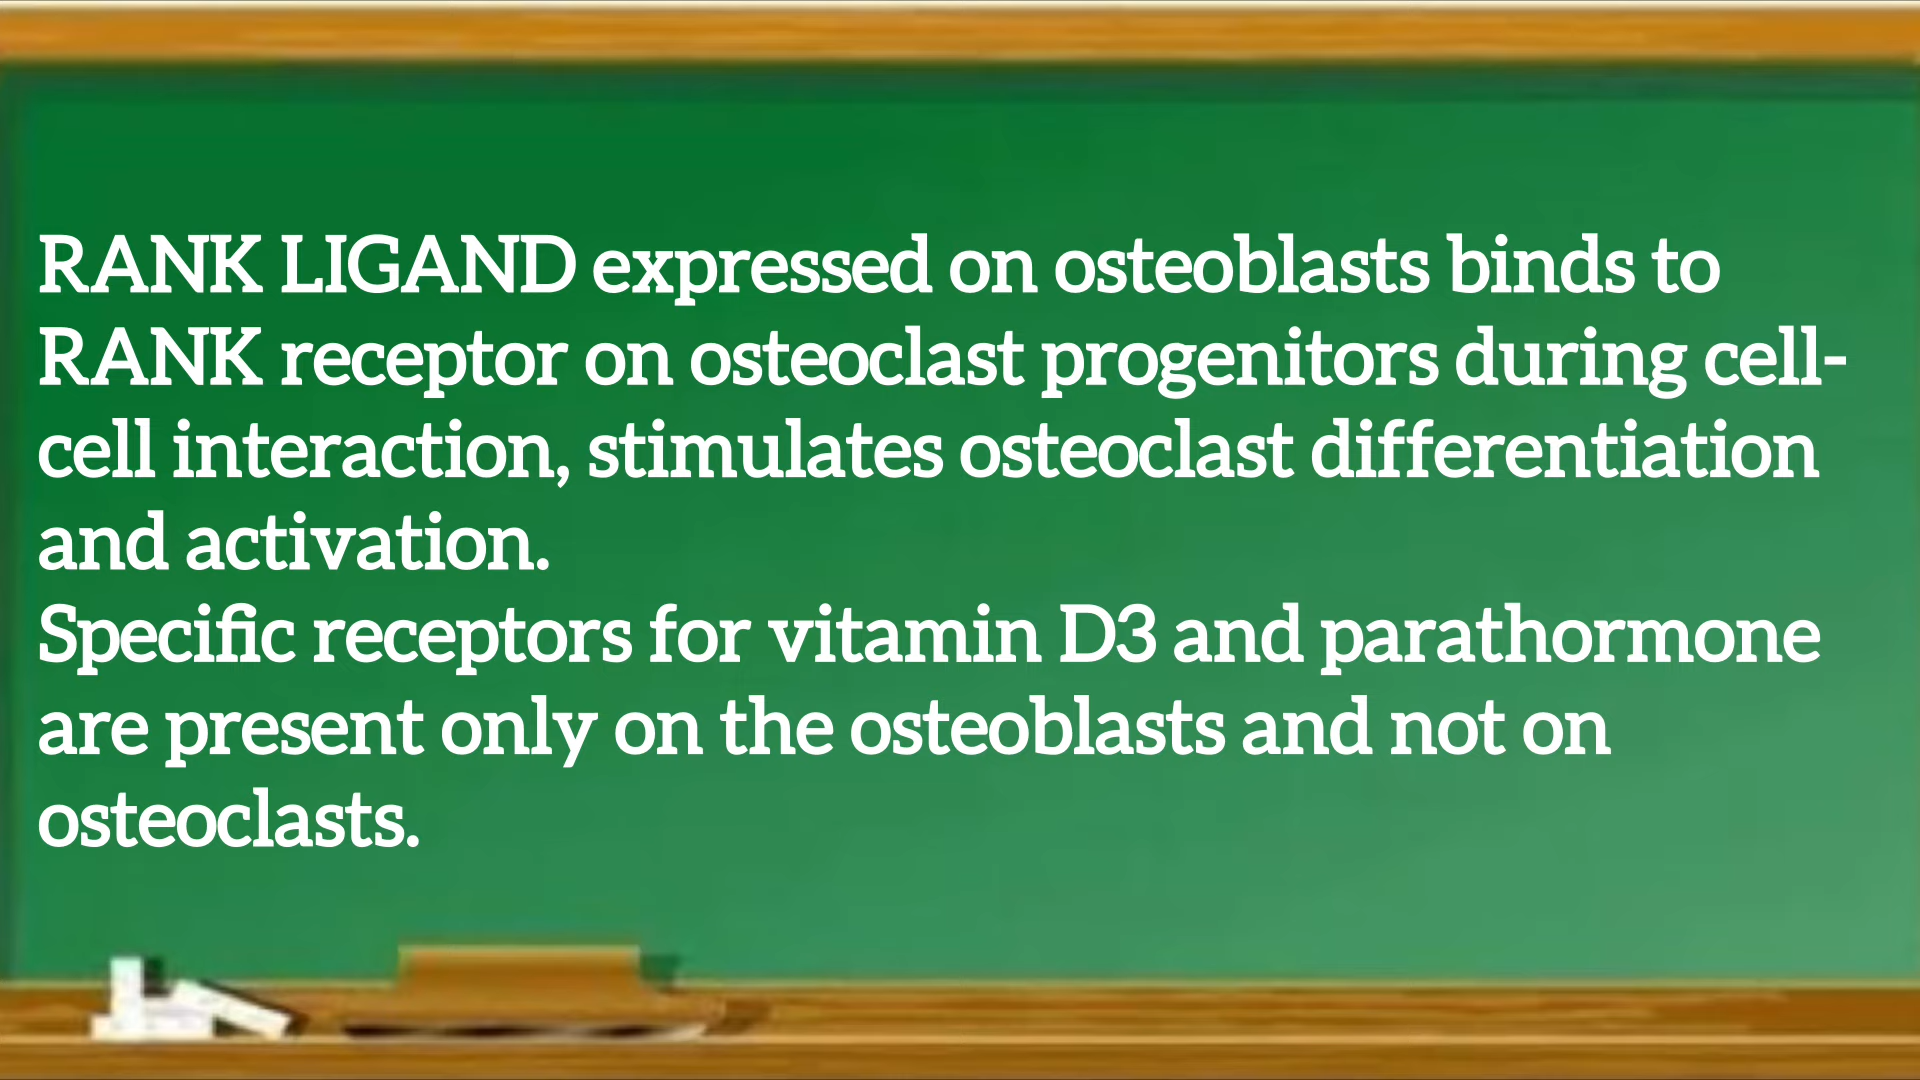 RANK LIGAND expressed on osteoblasts binds to
RANK receptor on osteoclast progenitors during cell-
cell interaction, stimulates osteoclast differentiation
and activation.
Specific receptors for vitamin D3 and parathormone
are present only on the osteoblasts and not on
osteoclasts.